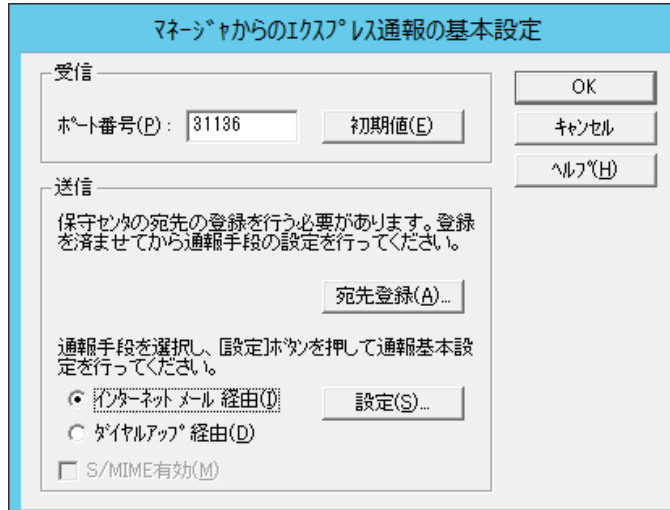 ﾏﾈｰｼﾞｬからのｴｸｽﾌﾟﾚｽ通報の基本設定
受信
ﾎﾟｰﾄ番号(P)： 31136 初期値(E)
OK
ｷｬﾝｾﾙ
ﾍﾙﾌﾟ(H)
送信
保守ｾﾝﾀの宛先の登録を行う必要があります。登録
を済ませてから通報手段の設定を行ってください。
宛先登録(A)...
通報手段を選択し、[設定]ﾎﾞﾀﾝを押して通報基本設
定を行ってください。
ｲﾝﾀｰﾈｯﾄ ﾒｰﾙ 経由(I) 設定(S)...
ﾀﾞｲﾔﾙｱｯﾌﾟ 経由(D)
S/MIME有効(M)